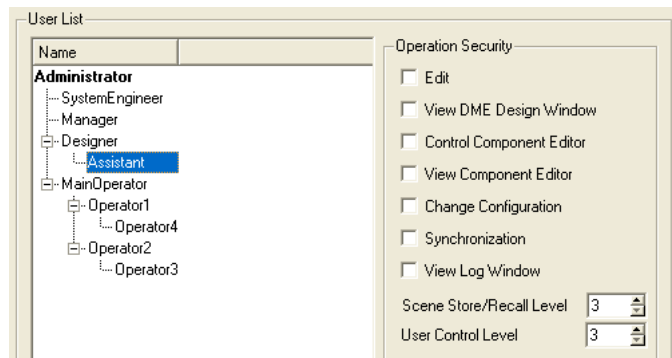 User List
Name
Administrator
SystemEngineer
Manager
Designer
Assistant
MainOperator
Operator1
Operator4
Operator2
Operator3
Operation Security
Edit
View DME Design Window
Control Component Editor
View Component Editor
Change Configuration
Synchronization
View Log Window
Scene Store/Recall Level 3
User Control Level 3